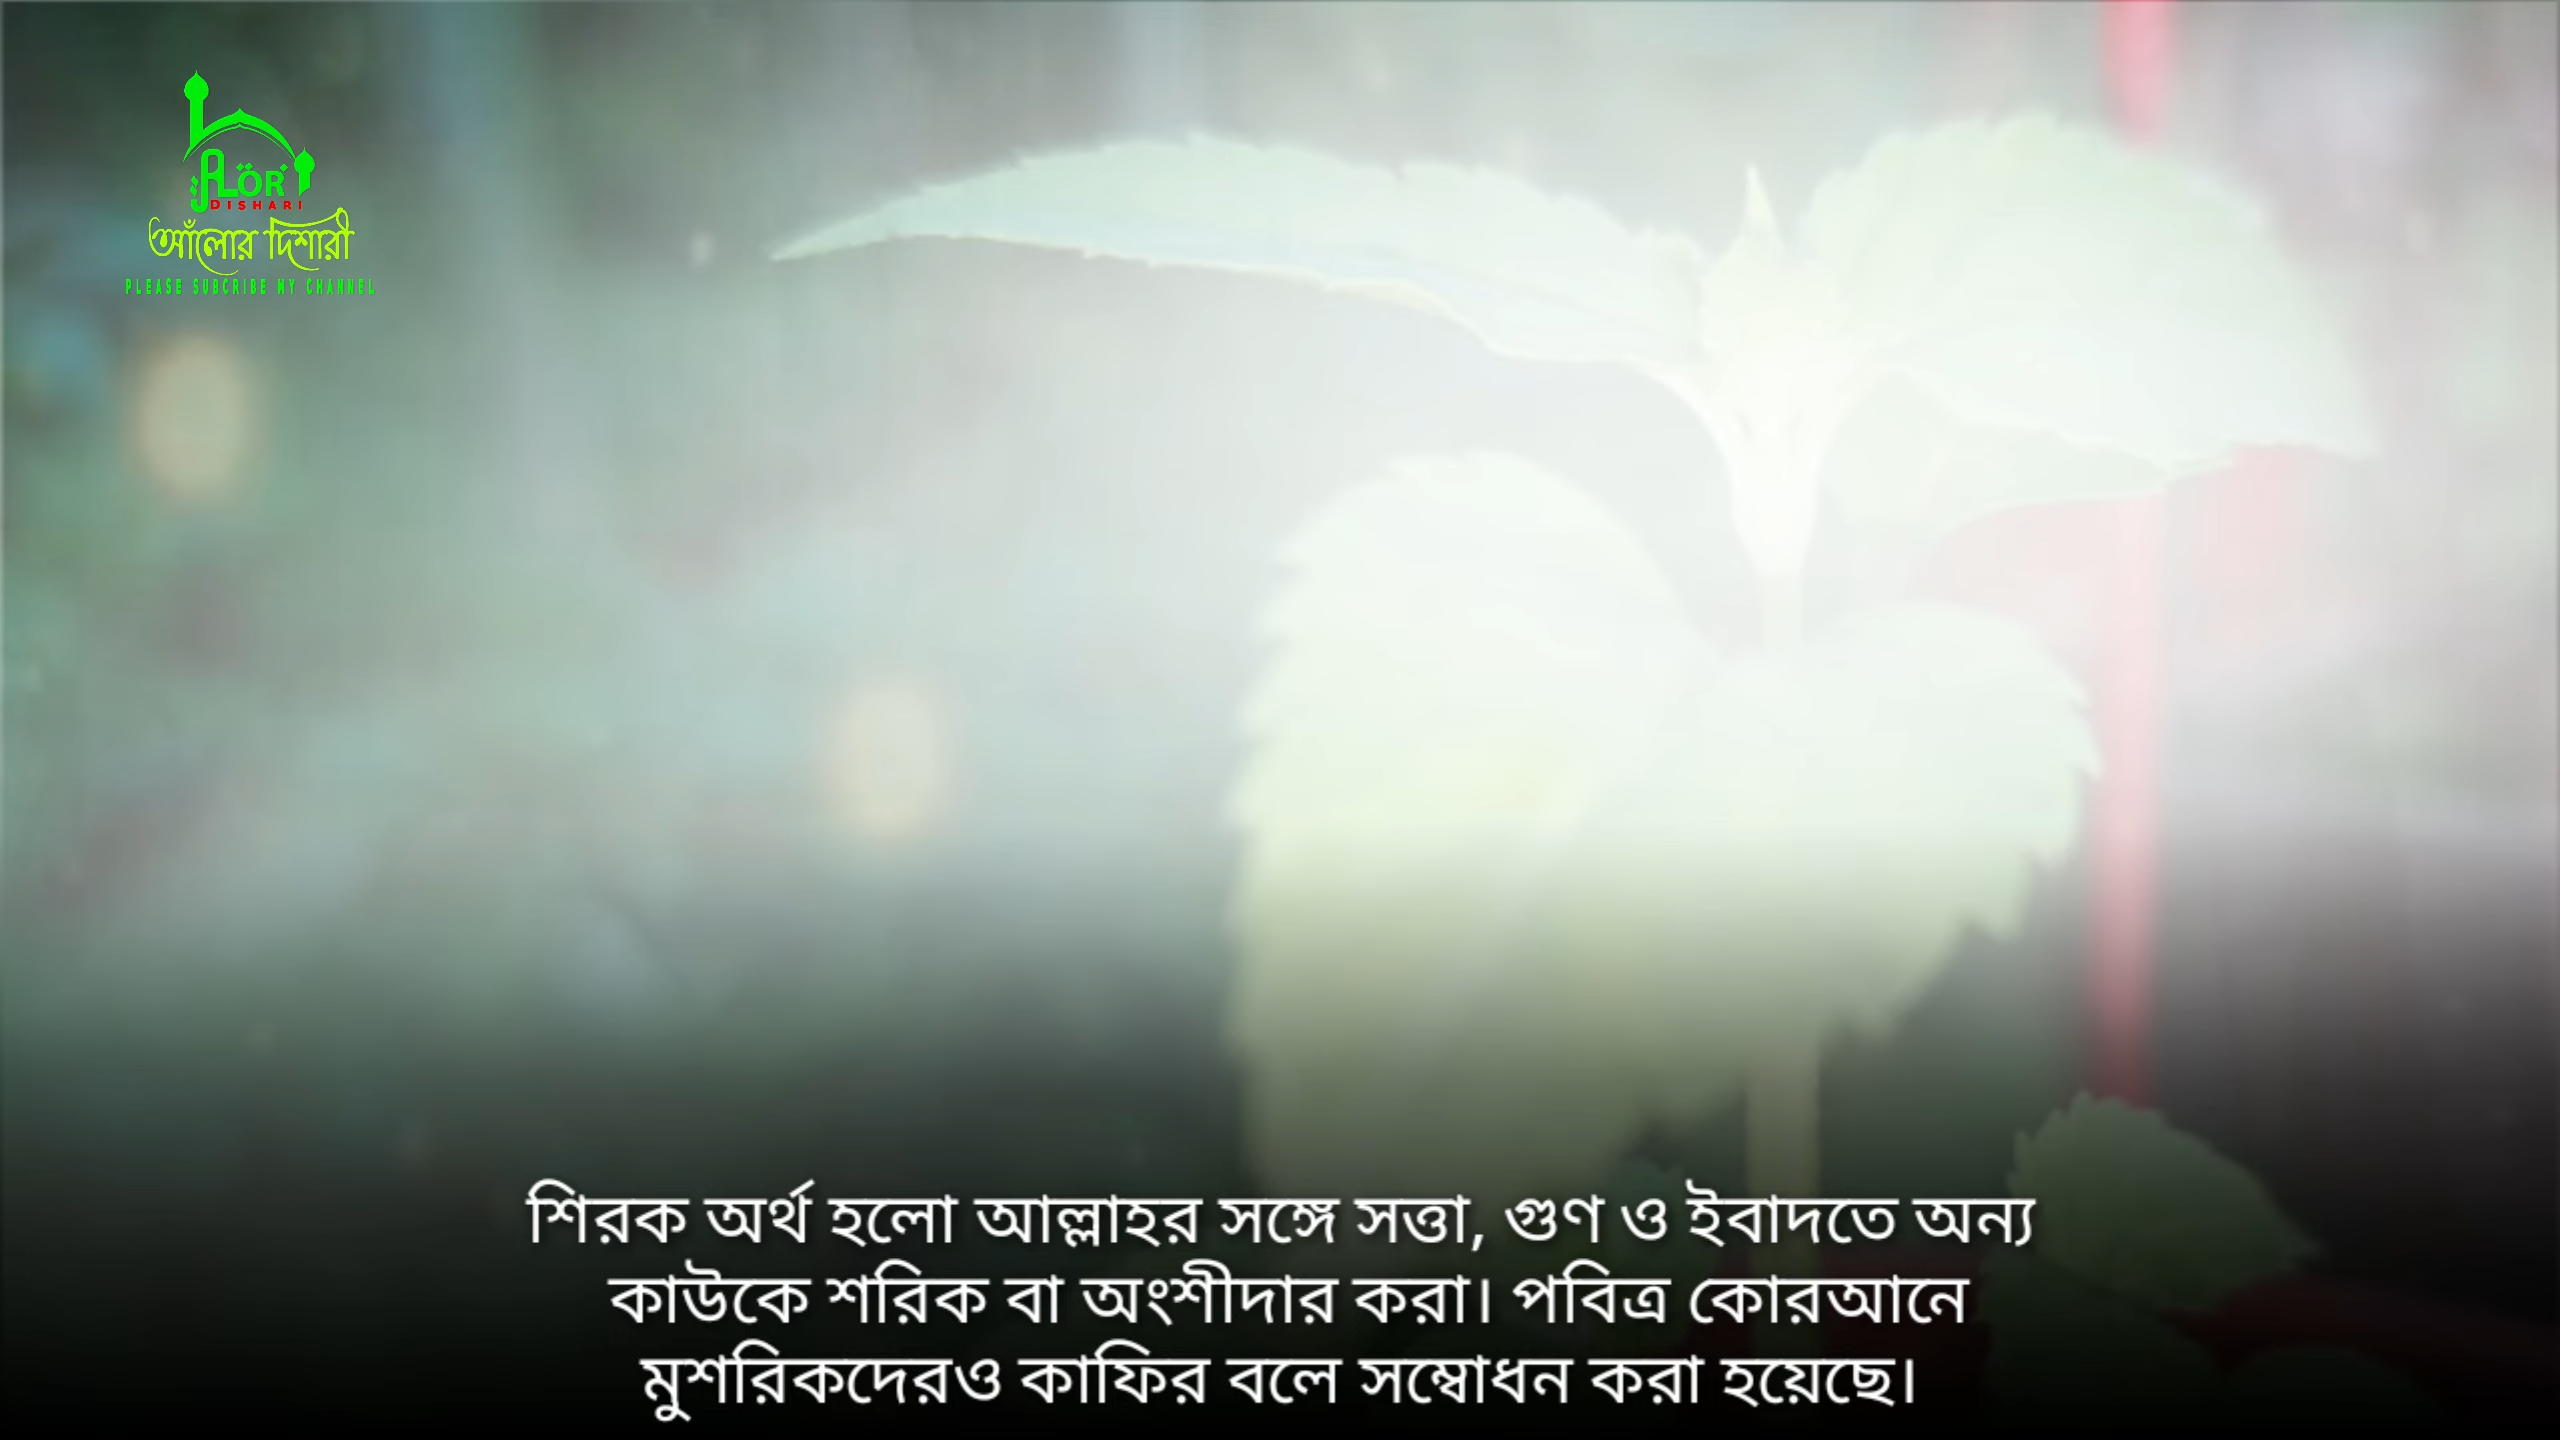 ALOR
DISHARI
আঁলোর দিশারী
PLEASE SUBCRIBE MY CHANNEL
শিরক অর্থ হলো আল্লাহর সঙ্গে সত্তা, গুণ ও ইবাদতে অন্য
কাউকে শরিক বা অংশীদার করা। পবিত্র কোরআনে
মুশরিকদেরও কাফির বলে সম্বোধন করা হয়েছে।